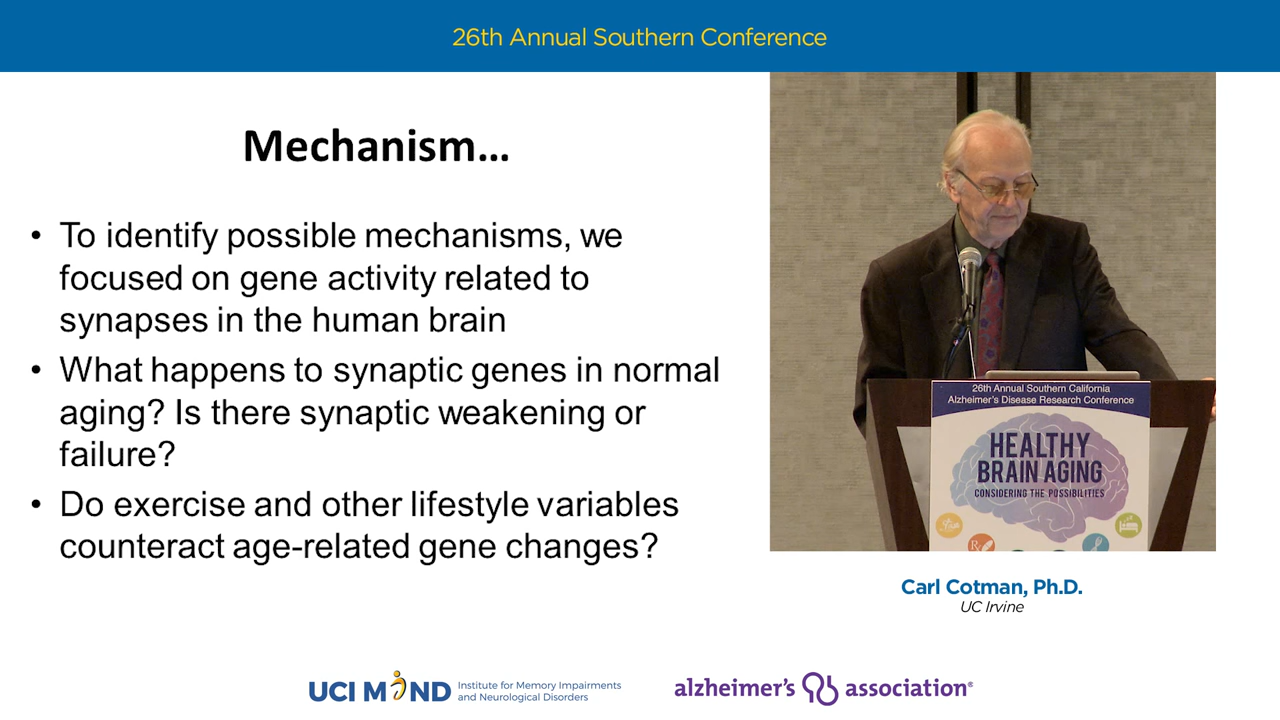 26th Annual Southern Conference
Mechanism...
• To identify possible mechanisms, we
focused on gene activity related to
synapses in the human brain
• What happens to synaptic genes in normal
aging? Is there synaptic weakening or
failure?
• Do exercise and other lifestyle variables
counteract age-related gene changes?
26th Annual Southern California
Alzheimer's Disease Research Conference
HEALTHY
BRAIN AGING
CONSIDERING THE POSSIBILITIES
Rx
Carl Cotman, Ph.D.
UC Irvine
UCI MIND
Institute for Memory Impairments
and Neurological Disorders
alzheimer's association®